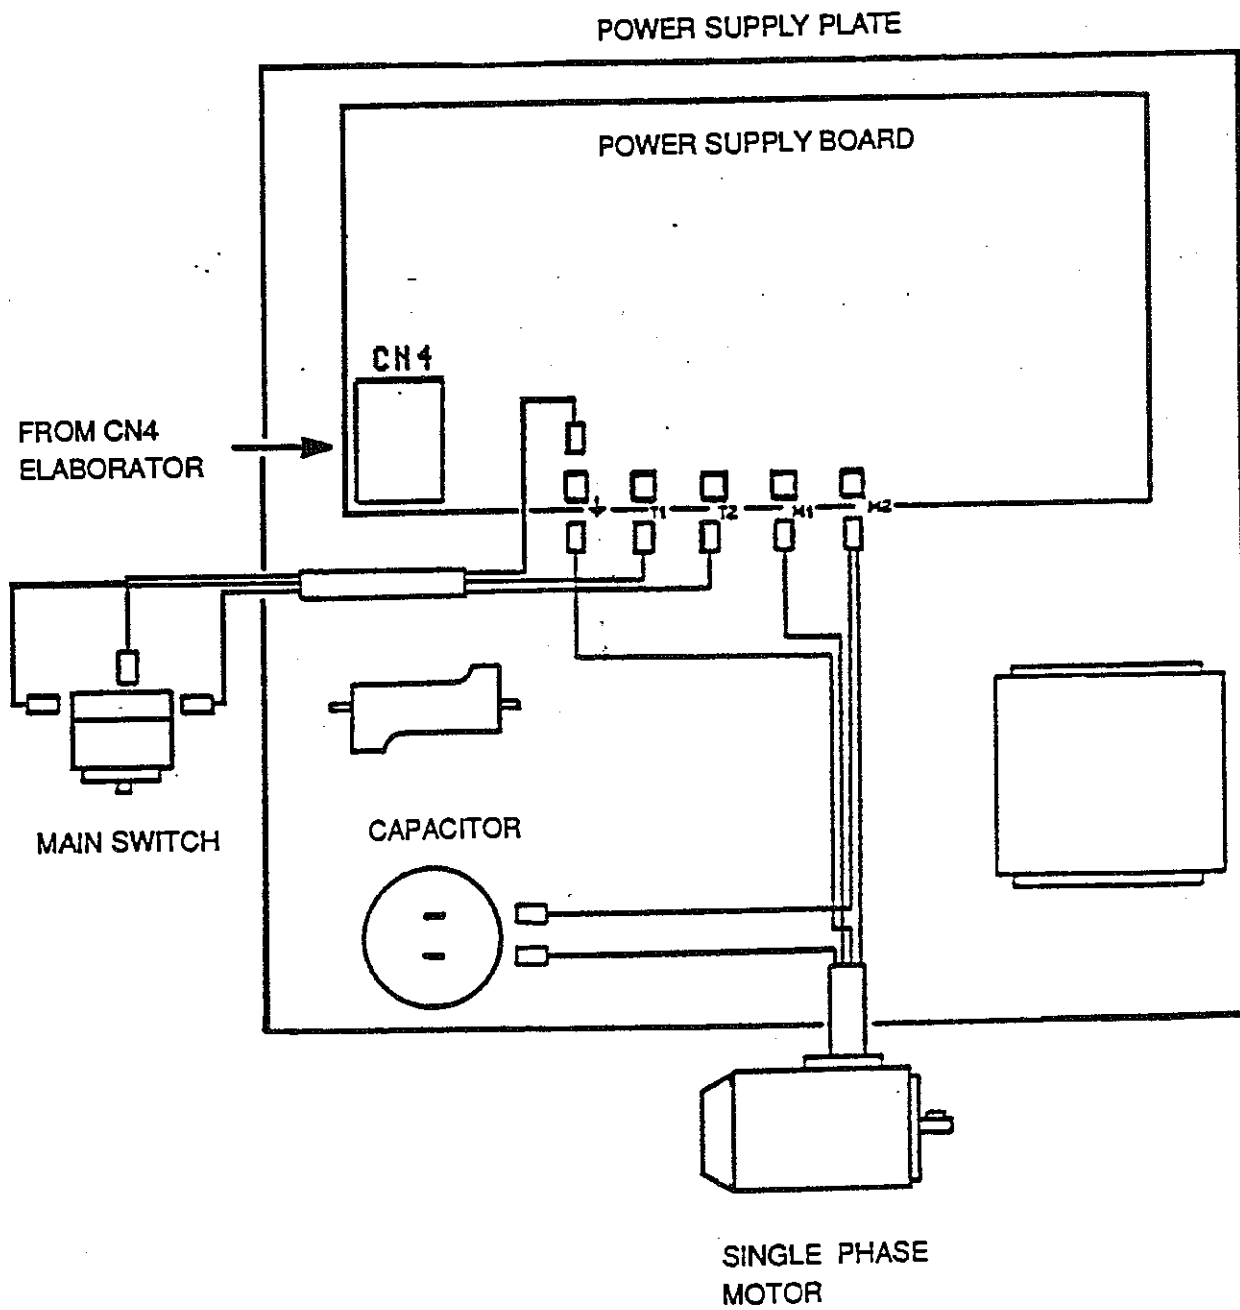 POWER SUPPLY PLATE
POWER SUPPLY BOARD
CN4
FROM CN4
ELABORATOR
T1
T2
M1
M2
MAIN SWITCH
CAPACITOR
SINGLE PHASE
MOTOR